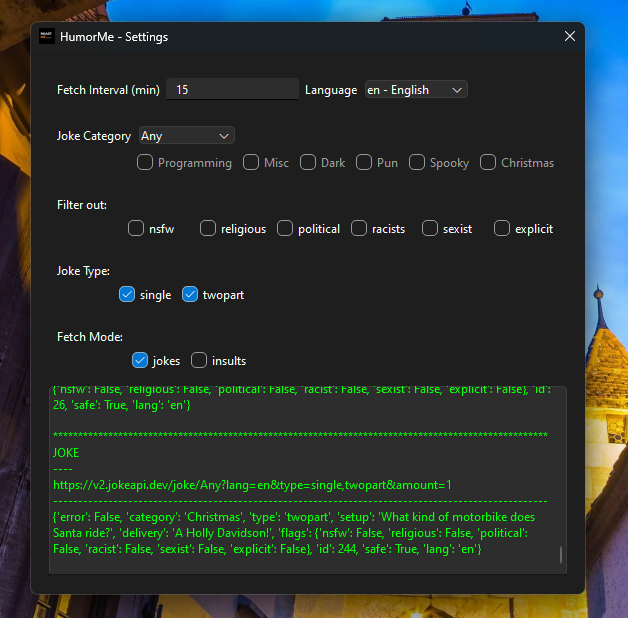 HumorMe - Settings
Fetch Interval (min) 15 Language en - English
Joke Category Any
Programming Misc Dark Pun Spooky Christmas
Filter out:
nsfw religious political racists sexist explicit
Joke Type:
single twopart
Fetch Mode:
jokes insults
{'nsfw': False, 'religious': False, 'political': False, 'racist': False, 'sexist': False, 'explicit': False}, 'id':
26, 'safe': True, 'lang': 'en'}
***************************************************************************************************
JOKE
----
https://v2.jokeapi.dev/joke/Any?lang=en&type=single,twopart&amount=1
---------------------------------------------------------------------------------------------------
{'error': False, 'category': 'Christmas', 'type': 'twopart', 'setup': 'What kind of motorbike does
Santa ride?', 'delivery': 'A Holly Davidson!', 'flags': {'nsfw': False, 'religious': False, 'political':
False, 'racist': False, 'sexist': False, 'explicit': False}, 'id': 244, 'safe': True, 'lang': 'en'}